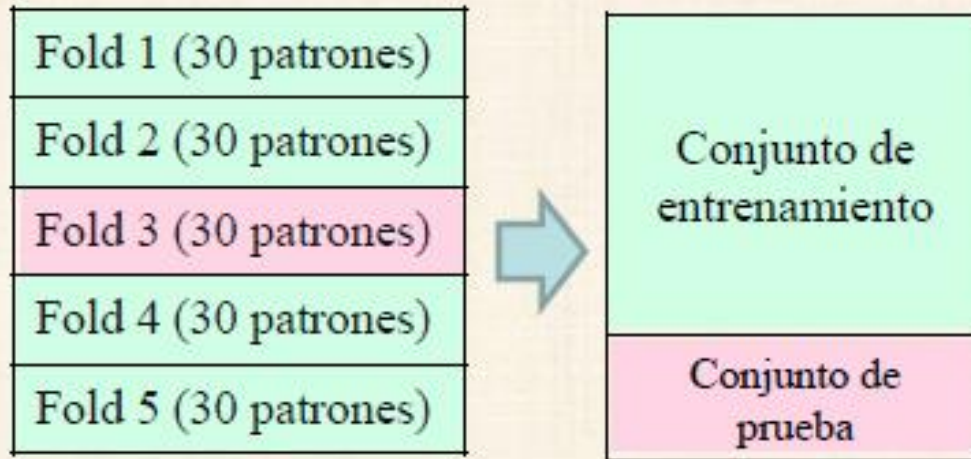 Fold 1 (30 patrones)
Fold 2 (30 patrones)
Fold 3 (30 patrones)
Fold 4 (30 patrones)
Fold 5 (30 patrones)
Conjunto de
entrenamiento
Conjunto de
prueba